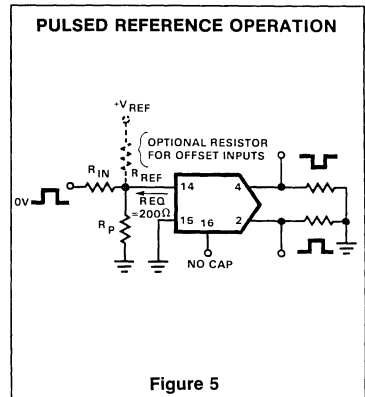 PULSED REFERENCE OPERATION
+VREF
OPTIONAL RESISTOR
FOR OFFSET INPUTS
RREF
RIN
0V
14
4
REQ
=200Ω
15
16
2
RP
NO CAP
Figure 5